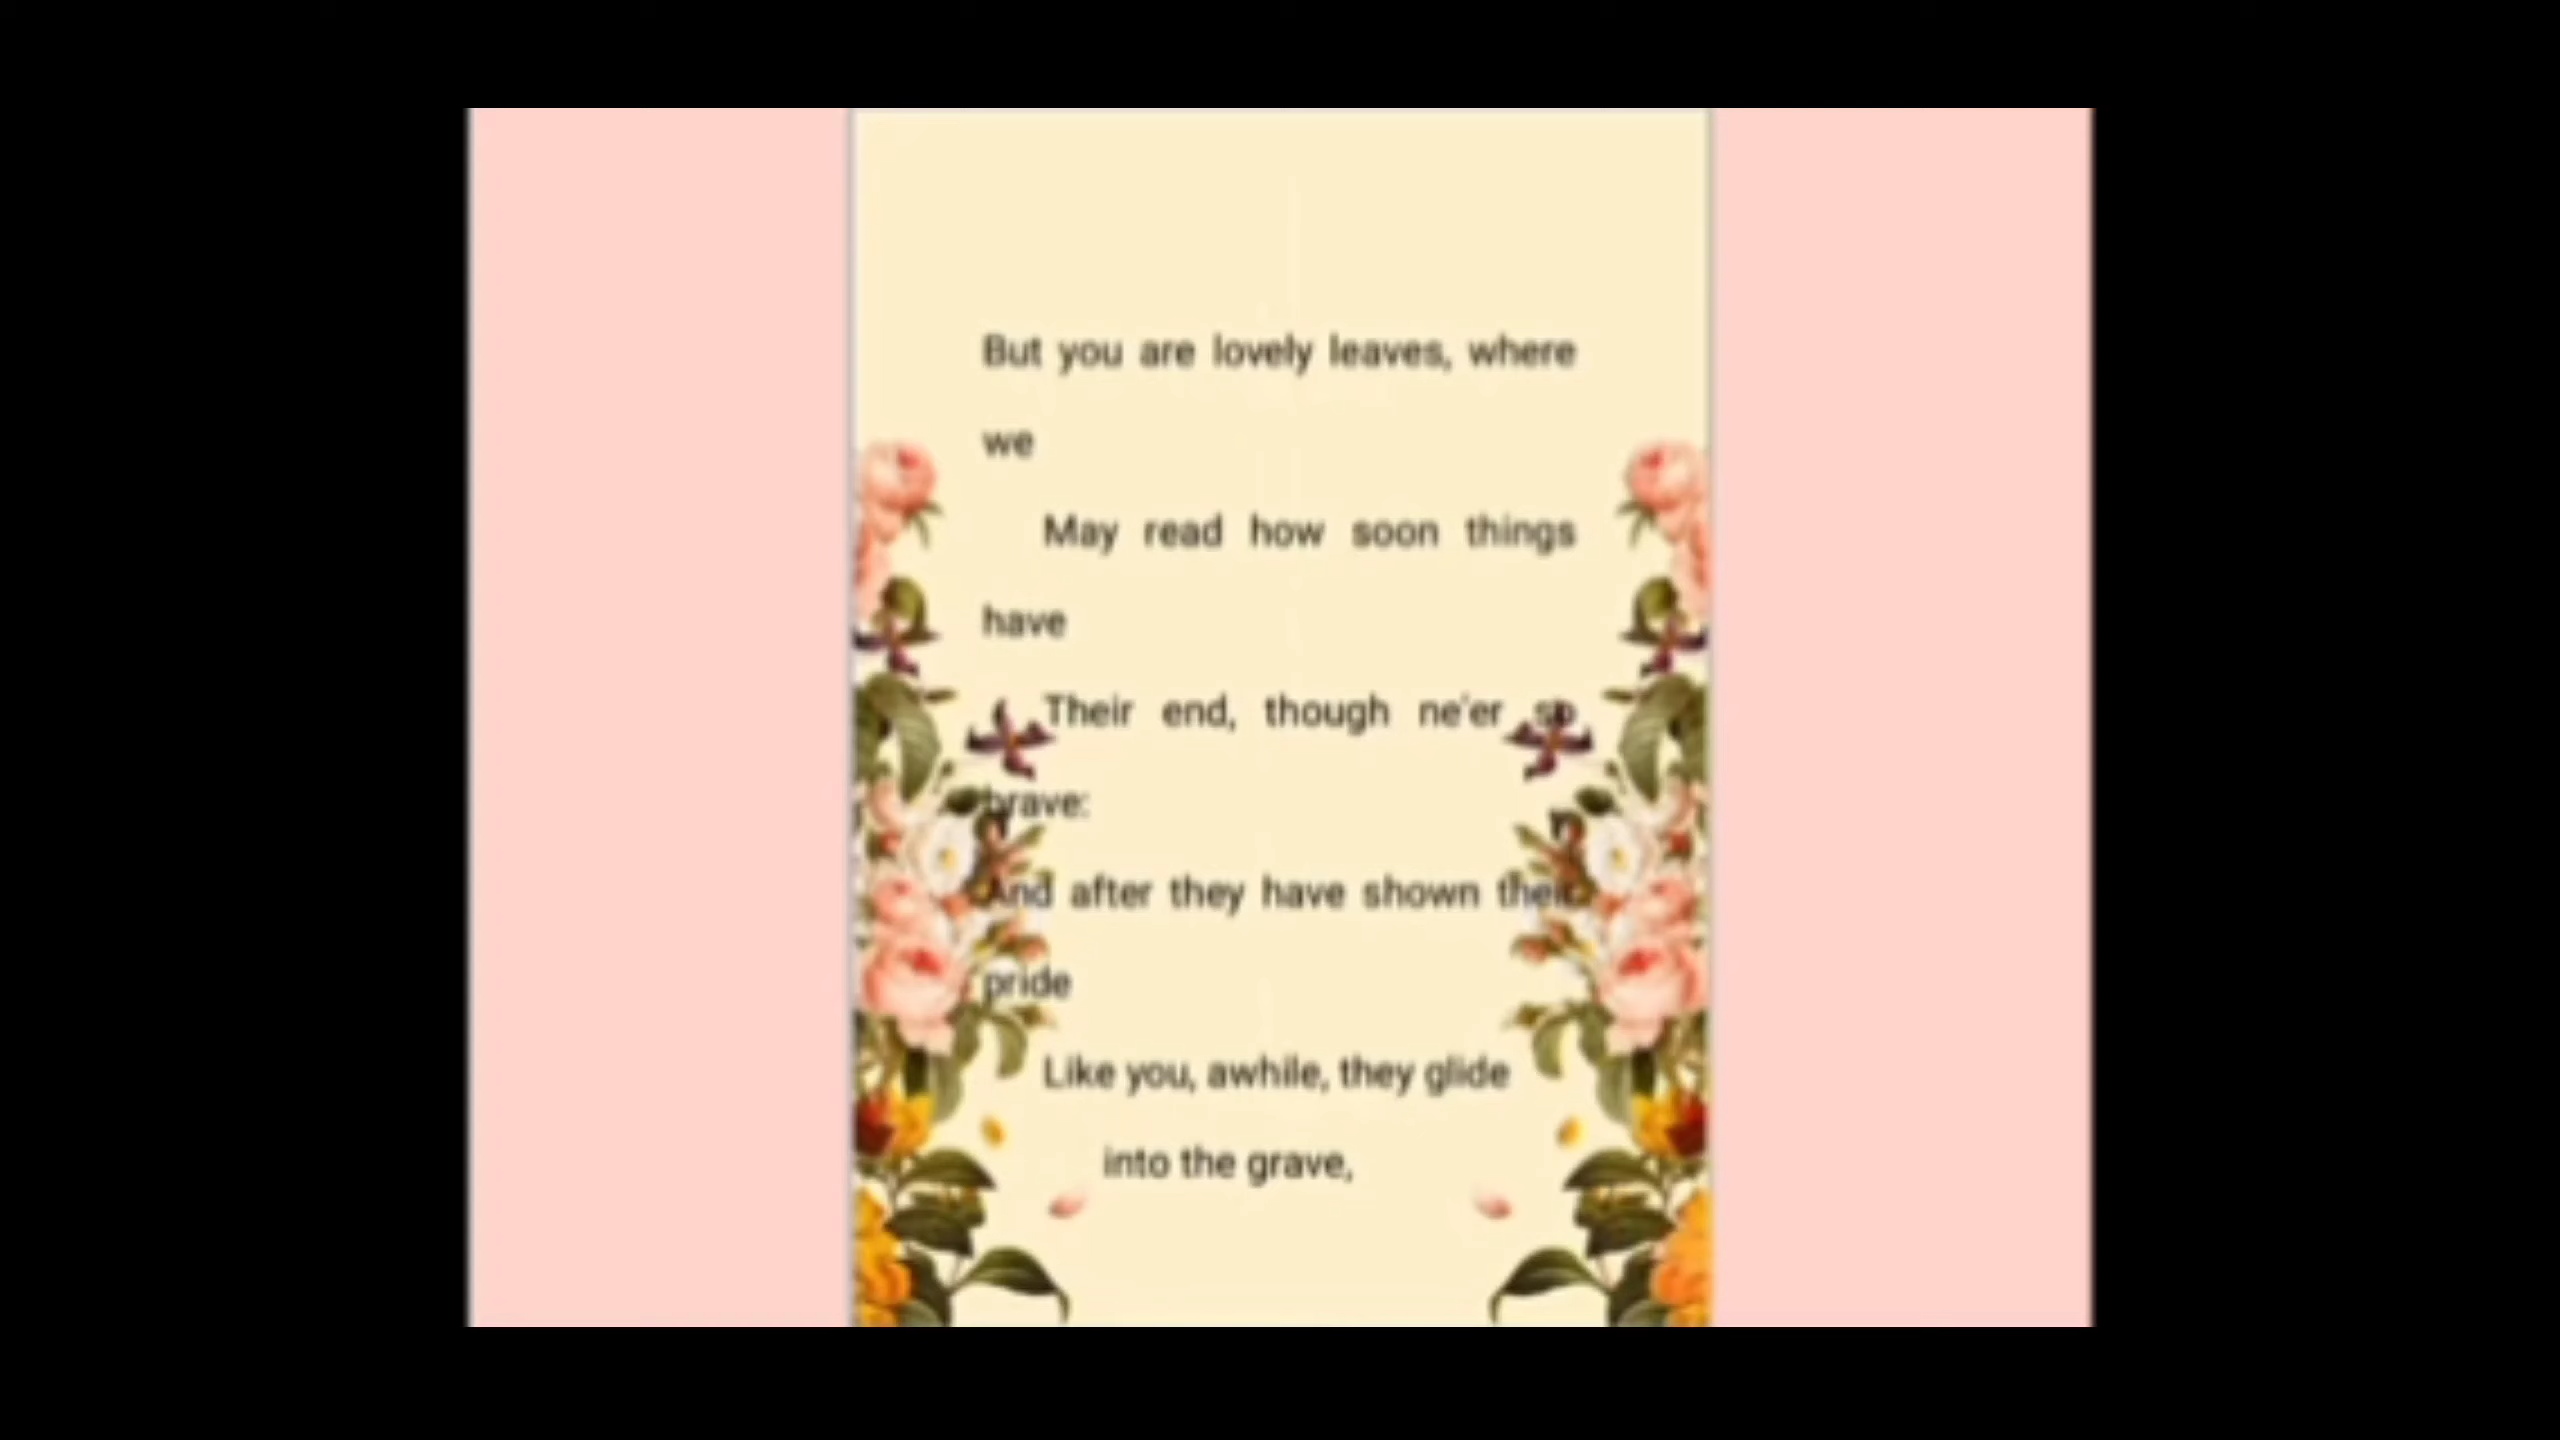 But you are lovely leaves, where
we
May read how soon things
have
Their end, though ne'er so
brave:
And after they have shown their
pride
Like you, awhile, they glide
into the grave,